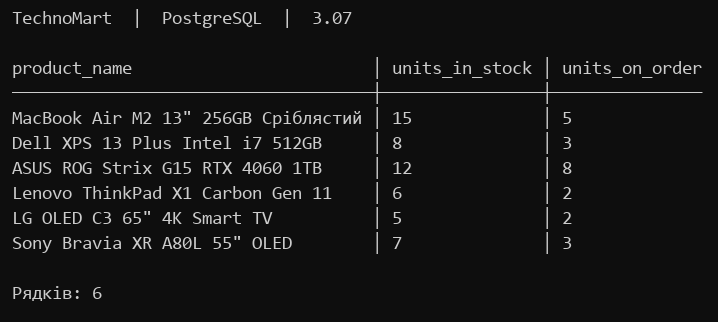 TechnoMart | PostgreSQL | 3.07
product_name | units_in_stock | units_on_order
MacBook Air M2 13" 256GB Сріблястий | 15 | 5
Dell XPS 13 Plus Intel i7 512GB | 8 | 3
ASUS ROG Strix G15 RTX 4060 1TB | 12 | 8
Lenovo ThinkPad X1 Carbon Gen 11 | 6 | 2
LG OLED C3 65" 4K Smart TV | 5 | 2
Sony Bravia XR A80L 55" OLED | 7 | 3
Рядків: 6